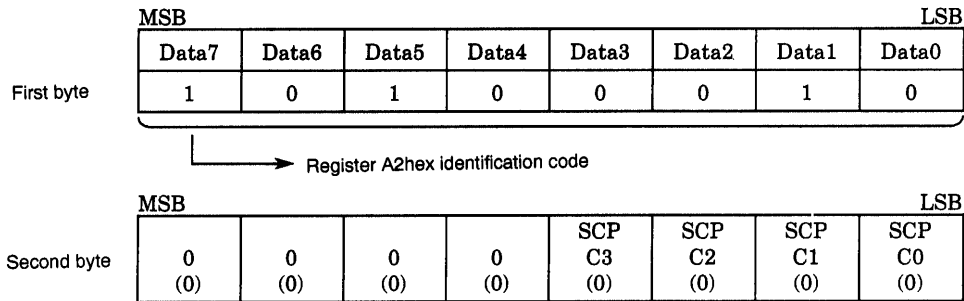 MSB LSB
Data7 Data6 Data5 Data4 Data3 Data2 Data1 Data0
First byte 1 0 1 0 0 0 1 0
Register A2hex identification code
MSB LSB
SCP SCP SCP SCP
Second byte 0 0 0 0 C3 C2 C1 C0
(0) (0) (0) (0) (0) (0) (0) (0)